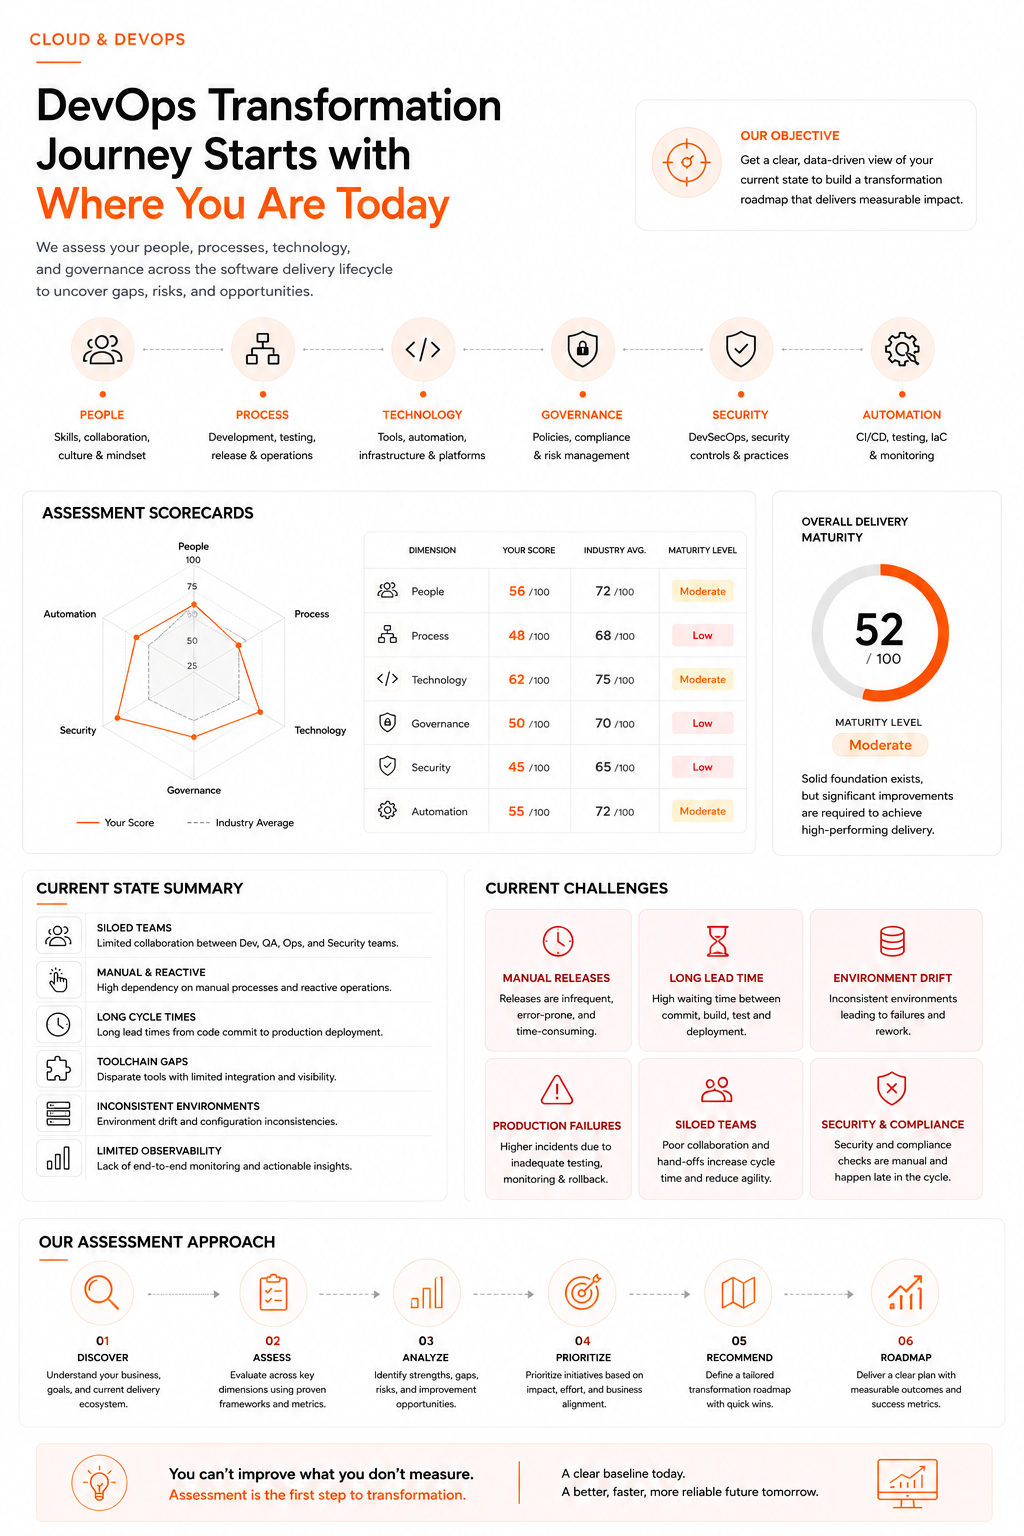 CLOUD & DEVOPS
DevOps Transformation
Journey Starts with
Where You Are Today
We assess your people, processes, technology,
and governance across the software delivery lifecycle
to uncover gaps, risks, and opportunities.
OUR OBJECTIVE
Get a clear, data-driven view of your
current state to build a transformation
roadmap that delivers measurable impact.
PEOPLE
Skills, collaboration,
culture & mindset
PROCESS
Development, testing,
release & operations
TECHNOLOGY
Tools, automation,
infrastructure & platforms
GOVERNANCE
Policies, compliance
& risk management
SECURITY
DevSecOps, security
controls & practices
AUTOMATION
CI/CD, testing, IaC
& monitoring
ASSESSMENT SCORECARDS
People
100
75
60
50
25
Automation
Process
Security
Technology
Governance
Your Score
Industry Average
DIMENSION YOUR SCORE INDUSTRY AVG. MATURITY LEVEL
People 56 /100 72 /100 Moderate
Process 48 /100 68 /100 Low
Technology 62 /100 75 /100 Moderate
Governance 50 /100 70 /100 Low
Security 45 /100 65 /100 Low
Automation 55 /100 72 /100 Moderate
OVERALL DELIVERY
MATURITY
52
/ 100
MATURITY LEVEL
Moderate
Solid foundation exists,
but significant improvements
are required to achieve
high-performing delivery.
CURRENT STATE SUMMARY
SILOED TEAMS
Limited collaboration between Dev, QA, Ops, and Security teams.
MANUAL & REACTIVE
High dependency on manual processes and reactive operations.
LONG CYCLE TIMES
Long lead times from code commit to production deployment.
TOOLCHAIN GAPS
Disparate tools with limited integration and visibility.
INCONSISTENT ENVIRONMENTS
Environment drift and configuration inconsistencies.
LIMITED OBSERVABILITY
Lack of end-to-end monitoring and actionable insights.
CURRENT CHALLENGES
MANUAL RELEASES
Releases are infrequent,
error-prone, and
time-consuming.
LONG LEAD TIME
High waiting time between
commit, build, test and
deployment.
ENVIRONMENT DRIFT
Inconsistent environments
leading to failures and
rework.
PRODUCTION FAILURES
Higher incidents due to
inadequate testing,
monitoring & rollback.
SILOED TEAMS
Poor collaboration and
hand-offs increase cycle
time and reduce agility.
SECURITY & COMPLIANCE
Security and compliance
checks are manual and
happen late in the cycle.
OUR ASSESSMENT APPROACH
01
DISCOVER
Understand your business,
goals, and current delivery
ecosystem.
02
ASSESS
Evaluate across key
dimensions using proven
frameworks and metrics.
03
ANALYZE
Identify strengths, gaps,
risks, and improvement
opportunities.
04
PRIORITIZE
Prioritize initiatives based on
impact, effort, and business
alignment.
05
RECOMMEND
Define a tailored
transformation roadmap
with quick wins.
06
ROADMAP
Deliver a clear plan with
measurable outcomes and
success metrics.
You can't improve what you don't measure.
Assessment is the first step to transformation.
A clear baseline today.
A better, faster, more reliable future tomorrow.